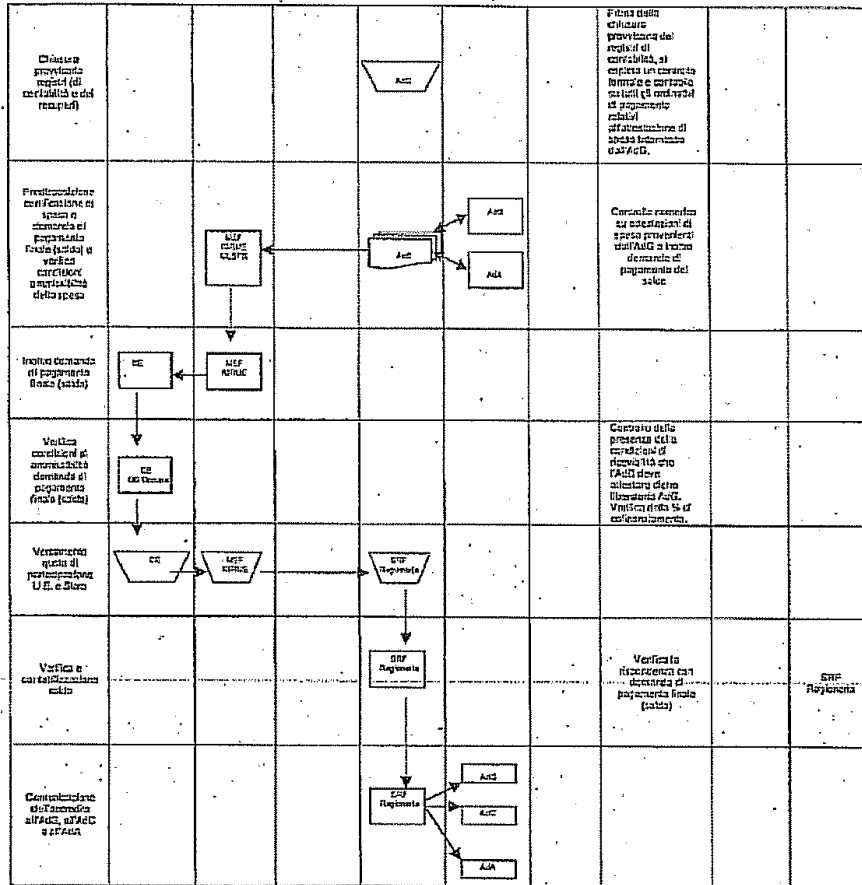 Chiusura
provvisoria
registri (di
contabilità e dei
recuperi)
AdC
Prima della
chiusura
provvisoria dei
registri di
contabilità, si
espleta un controllo
formale e contabile
su tutti gli ordinativi
di pagamento
relativi
all'attestazione di
spesa trasmessa
dall'AdG.
Predisposizione
certificazione di
spesa e
domanda di
pagamento
finale (saldo) e
verifica
condizioni
ammissibilità
della spesa
MEF
IGRUE
AdC
AdG
AdA
Controllo numerico
su attestazioni di
spesa provenienti
dall'AdG e inoltro
domanda di
pagamento del
saldo
Inoltro domanda
di pagamento
finale (saldo)
CE
MEF
IGRUE
Verifica
condizioni di
ammissibilità
domanda di
pagamento
finale (saldo)
CE
Controllo della
presenza delle
condizioni di
ricevibilità che
l'AdG deve
attestare dietro
liberatoria AdG.
Verifica della % di
cofinanziamento.
Versamento
quota di
partecipazione
U.E. e Stato
CE
MEF
IGRUE
SRF
Ragioneria
Verifica e
contabilizzazione
saldo
SRF
Ragioneria
Verifica la
rispondenza con
domanda di
pagamento finale
(saldo)
SRF
Ragioneria
Comunicazione
dell'accredito
all'AdG, all'AdC
e all'AdA
SRF
Ragioneria
AdG
AdC
AdA